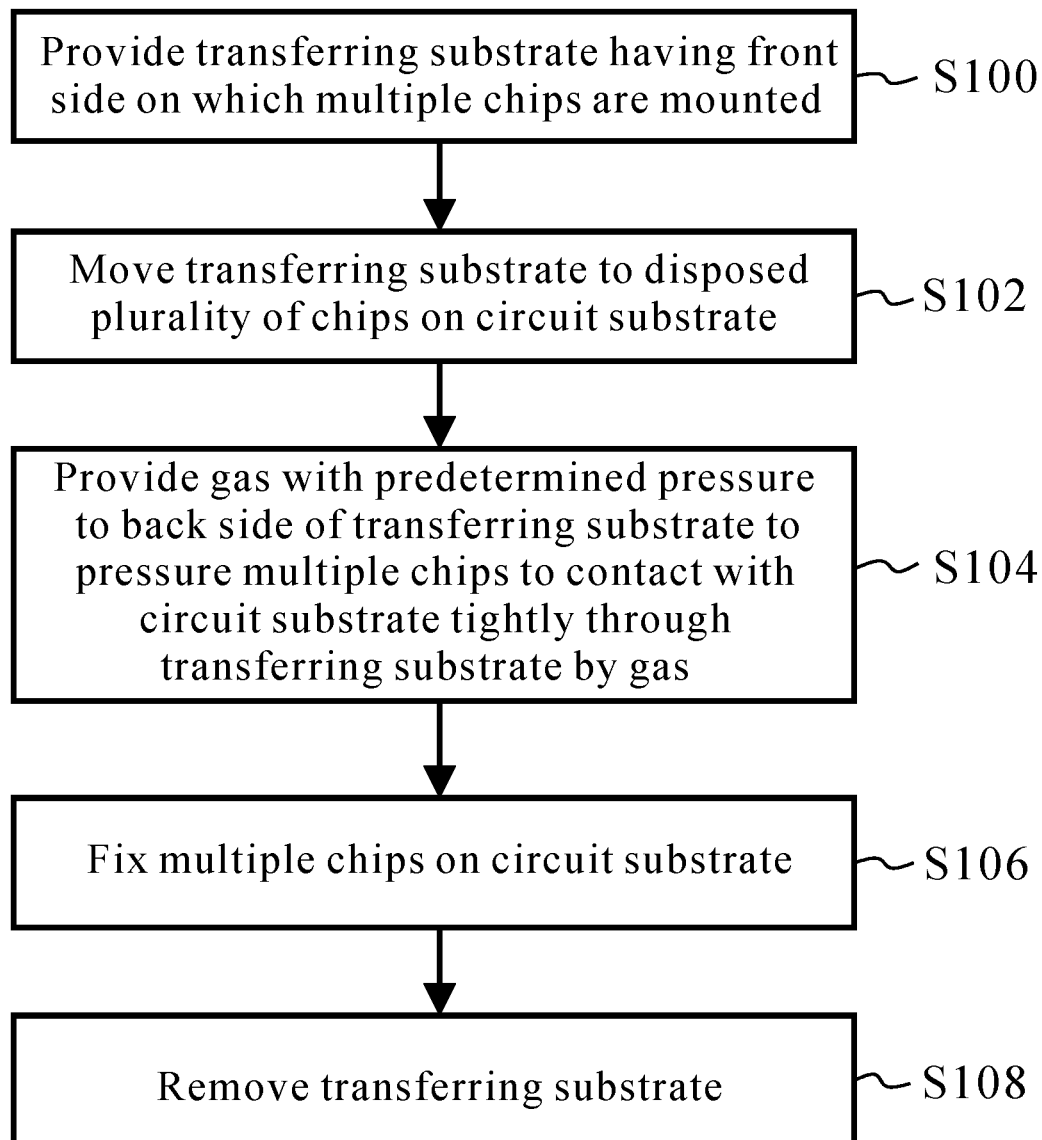 Provide transferring substrate having front
side on which multiple chips are mounted
S100
Move transferring substrate to disposed
plurality of chips on circuit substrate
S102
Provide gas with predetermined pressure
to back side of transferring substrate to
pressure multiple chips to contact with
circuit substrate tightly through
transferring substrate by gas
S104
Fix multiple chips on circuit substrate
S106
Remove transferring substrate
S108